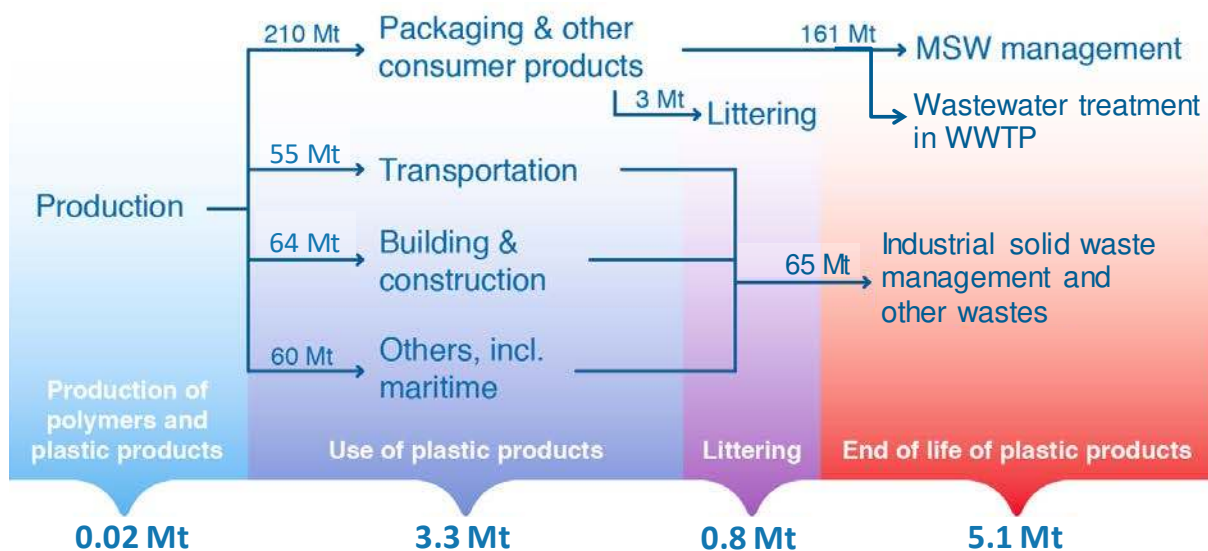 210 Mt
Packaging & other
consumer products
161 Mt
MSW management
3 Mt
Littering
Wastewater treatment
in WWTP
55 Mt
Transportation
Production
64 Mt
Building &
construction
65 Mt
Industrial solid waste
management and
other wastes
60 Mt
Others, incl.
maritime
Production of
polymers and
plastic products
Use of plastic products
Littering
End of life of plastic products
0.02 Mt
3.3 Mt
0.8 Mt
5.1 Mt